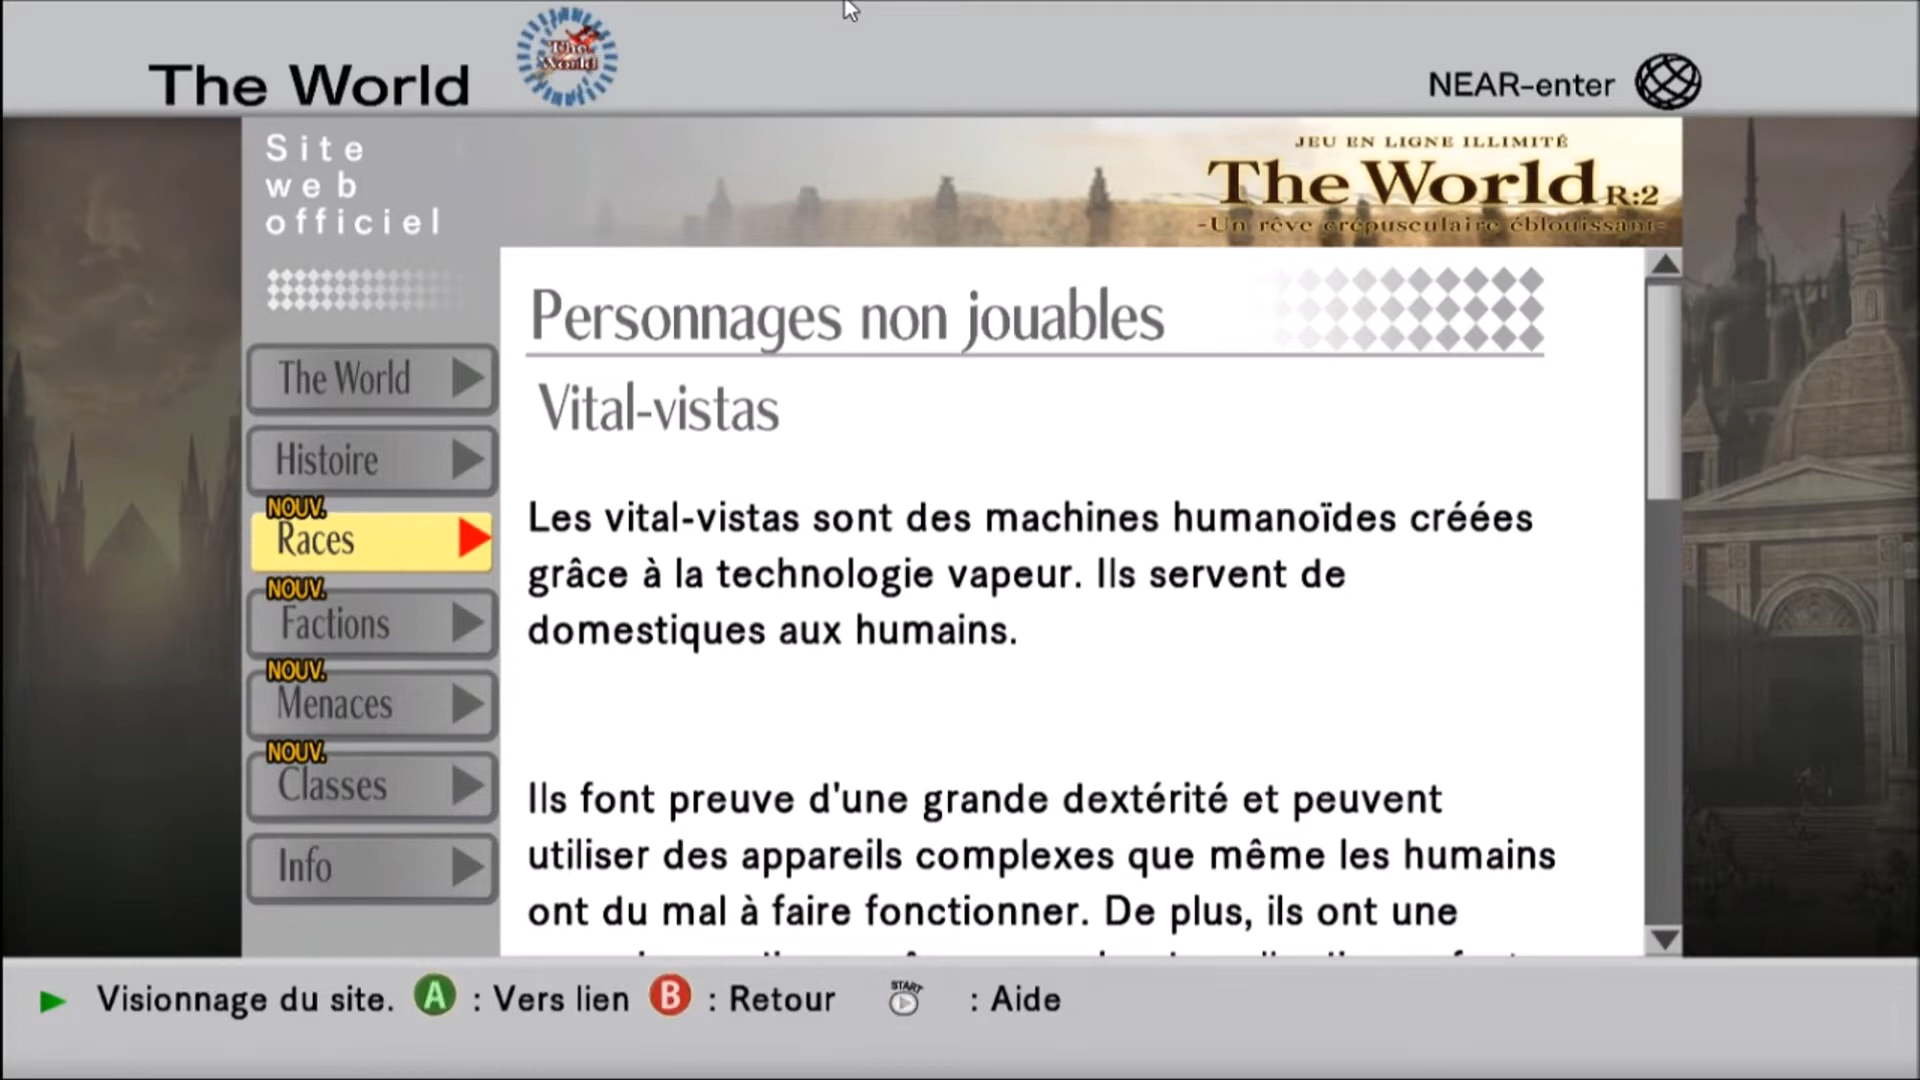 The World
The World
NEAR-enter
Site
web
officiel
JEU EN LIGNE ILLIMITÉ
The World R:2
-Un rêve crépusculaire éblouissant-
The World
Histoire
NOUV.
Races
NOUV.
Factions
NOUV.
Menaces
NOUV.
Classes
Info
Personnages non jouables
Vital-vistas
Les vital-vistas sont des machines humanoïdes créées
grâce à la technologie vapeur. Ils servent de
domestiques aux humains.
Ils font preuve d'une grande dextérité et peuvent
utiliser des appareils complexes que même les humains
ont du mal à faire fonctionner. De plus, ils ont une
Visionnage du site. A : Vers lien B : Retour START : Aide